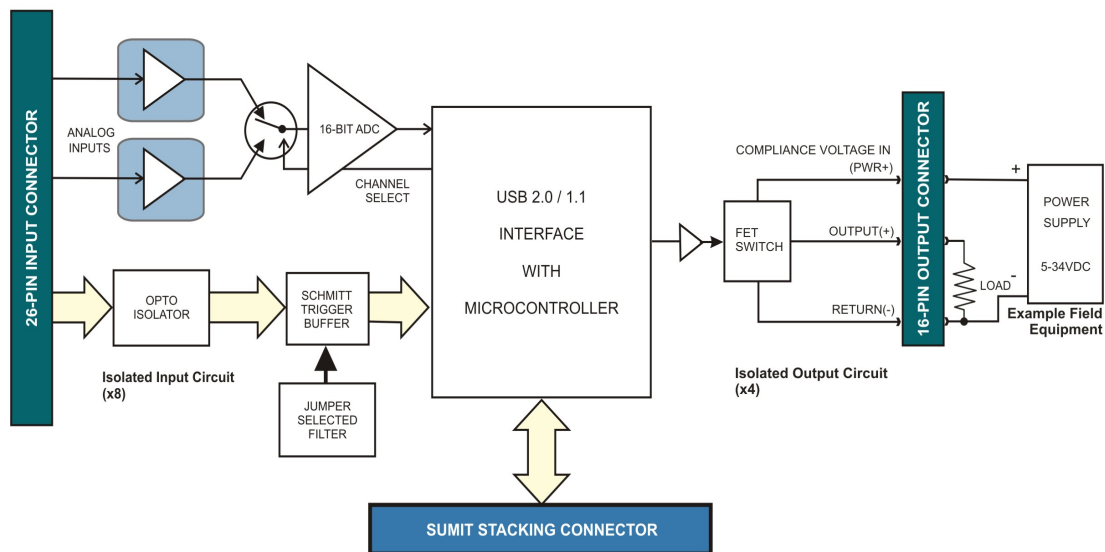 26-PIN INPUT CONNECTOR
ANALOG
INPUTS
16-BIT ADC
CHANNEL
SELECT
OPTO
ISOLATOR
SCHMITT
TRIGGER
BUFFER
Isolated Input Circuit
(x8)
JUMPER
SELECTED
FILTER
USB 2.0 / 1.1
INTERFACE
WITH
MICROCONTROLLER
SUMIT STACKING CONNECTOR
FET
SWITCH
COMPLIANCE VOLTAGE IN
(PWR+)
OUTPUT(+)
RETURN(-)
Isolated Output Circuit
(x4)
16-PIN OUTPUT CONNECTOR
+
-
LOAD
POWER
SUPPLY
5-34VDC
Example Field
Equipment